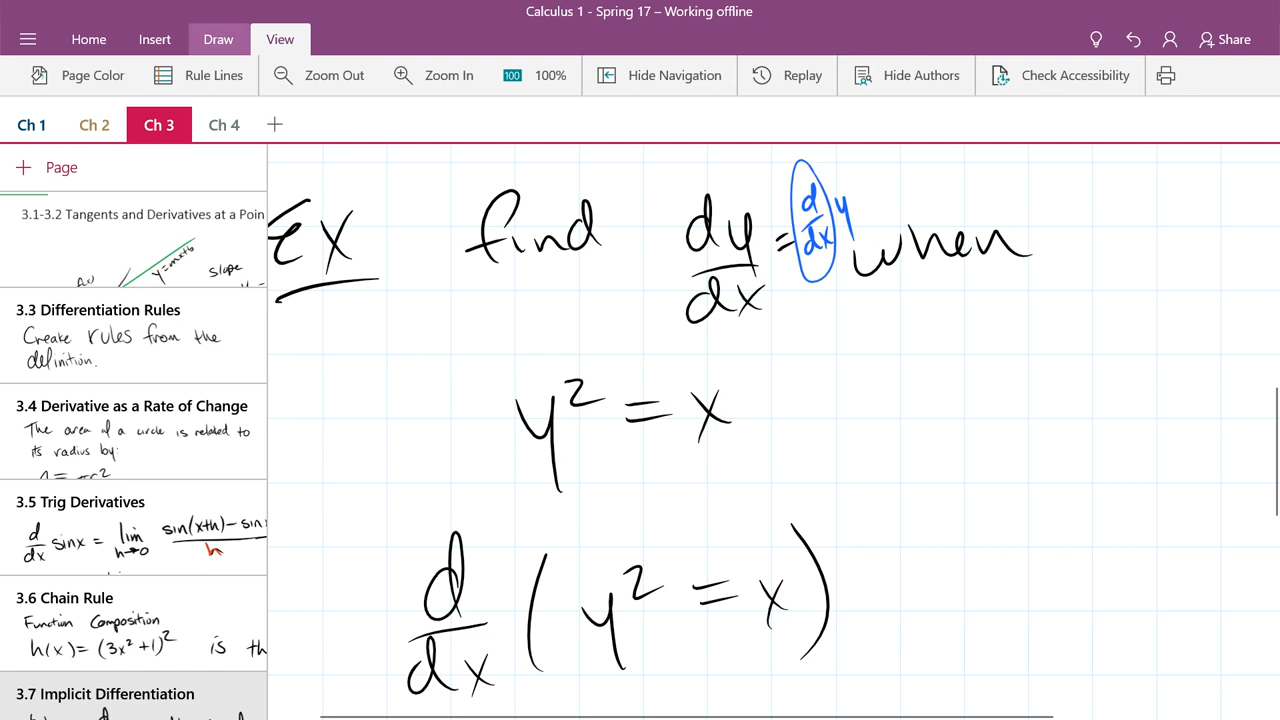 Calculus 1 - Spring 17 – Working offline
Home Insert Draw View Share
Page Color Rule Lines Zoom Out Zoom In 100 100% Hide Navigation Replay Hide Authors Check Accessibility
Ch 1 Ch 2 Ch 3 Ch 4
Page
3.1-3.2 Tangents and Derivatives at a Poin
y=mx+b
slope
3.3 Differentiation Rules
Create rules from the
definition.
3.4 Derivative as a Rate of Change
The area of a circle is related to
its radius by:
3.5 Trig Derivatives
d/dx sinx = lim h→0 sin(x+h)-sin / h
3.6 Chain Rule
Function Composition
h(x)=(3x²+1)² is th
3.7 Implicit Differentiation
Ex find dy/dx = d/dx y when
y² = x
d/dx (y² = x)